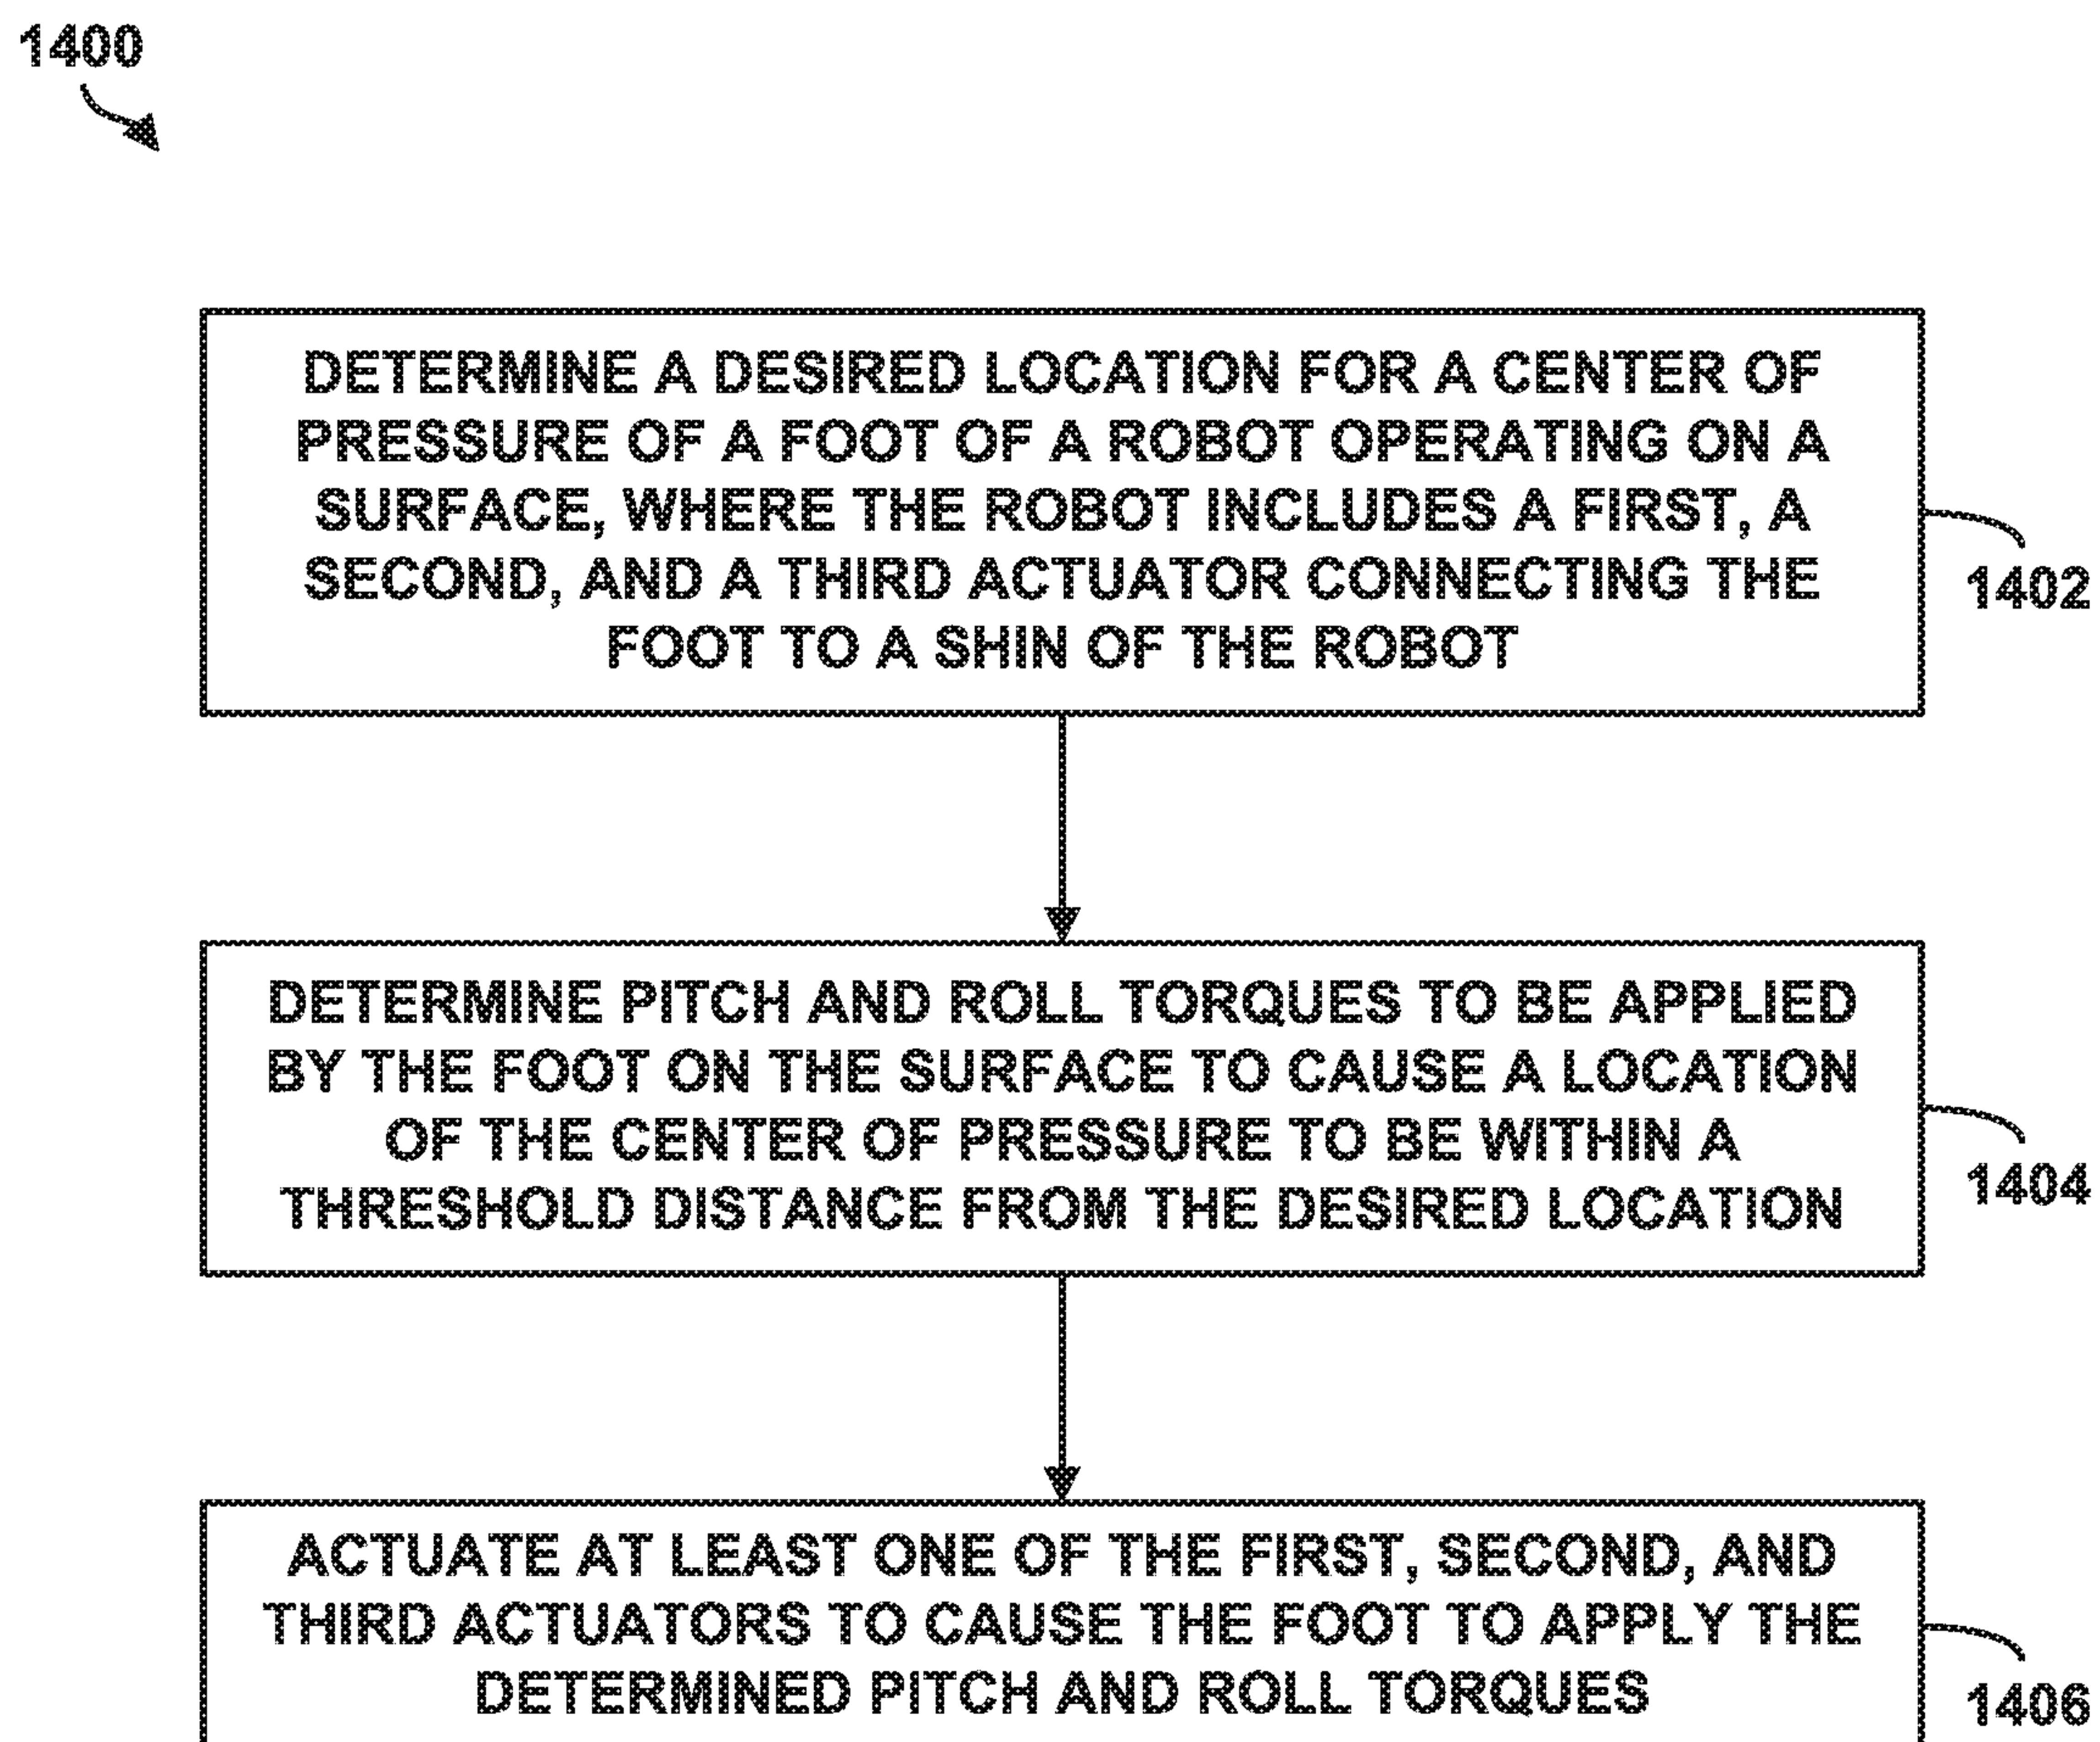 1400
DETERMINE A DESIRED LOCATION FOR A CENTER OF
PRESSURE OF A FOOT OF A ROBOT OPERATING ON A
SURFACE, WHERE THE ROBOT INCLUDES A FIRST, A
SECOND, AND A THIRD ACTUATOR CONNECTING THE
FOOT TO A SHIN OF THE ROBOT
1402
DETERMINE PITCH AND ROLL TORQUES TO BE APPLIED
BY THE FOOT ON THE SURFACE TO CAUSE A LOCATION
OF THE CENTER OF PRESSURE TO BE WITHIN A
THRESHOLD DISTANCE FROM THE DESIRED LOCATION
1404
ACTUATE AT LEAST ONE OF THE FIRST, SECOND, AND
THIRD ACTUATORS TO CAUSE THE FOOT TO APPLY THE
DETERMINED PITCH AND ROLL TORQUES
1406